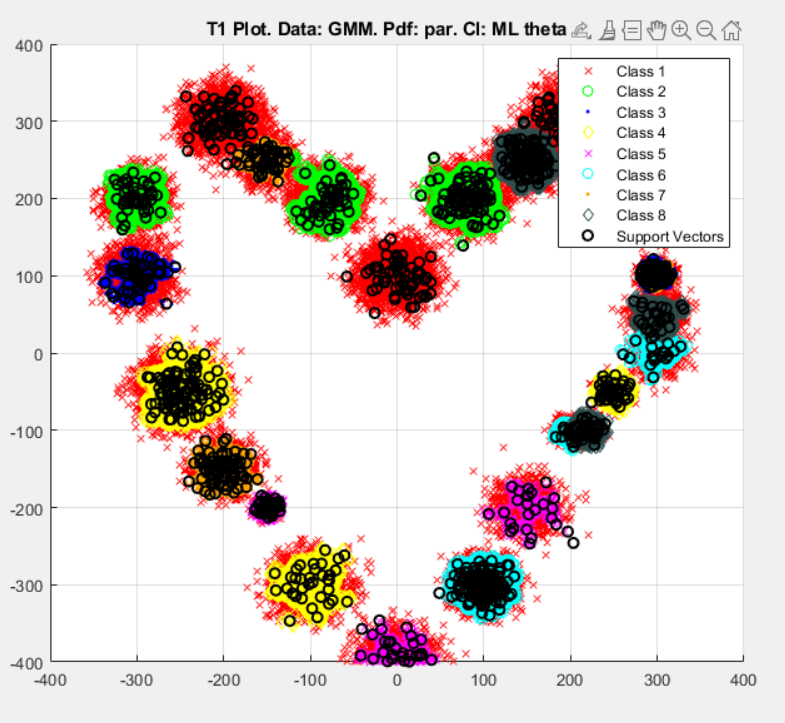 T1 Plot. Data: GMM. Pdf: par. Cl: ML theta
400
300
200
100
0
-100
-200
-300
-400
-400
-300
-200
-100
0
100
200
300
400
Class 1
Class 2
Class 3
Class 4
Class 5
Class 6
Class 7
Class 8
Support Vectors